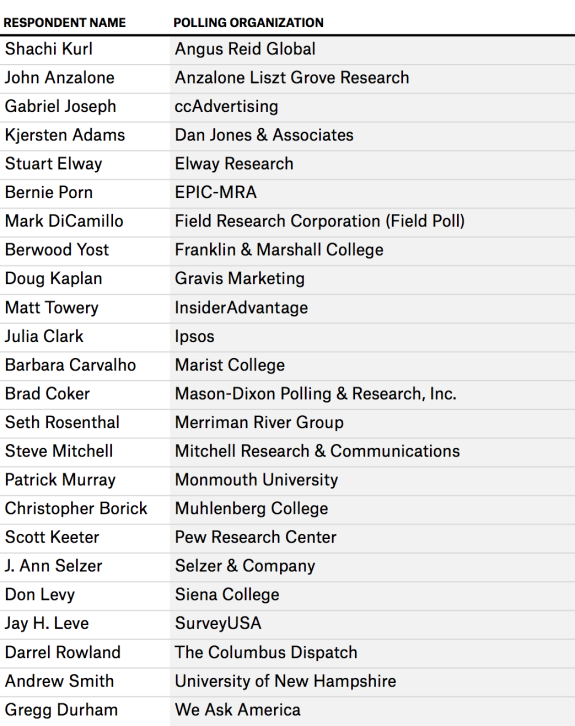 RESPONDENT NAME POLLING ORGANIZATION
Shachi Kurl Angus Reid Global
John Anzalone Anzalone Liszt Grove Research
Gabriel Joseph ccAdvertising
Kjersten Adams Dan Jones & Associates
Stuart Elway Elway Research
Bernie Porn EPIC-MRA
Mark DiCamillo Field Research Corporation (Field Poll)
Berwood Yost Franklin & Marshall College
Doug Kaplan Gravis Marketing
Matt Towery InsiderAdvantage
Julia Clark Ipsos
Barbara Carvalho Marist College
Brad Coker Mason-Dixon Polling & Research, Inc.
Seth Rosenthal Merriman River Group
Steve Mitchell Mitchell Research & Communications
Patrick Murray Monmouth University
Christopher Borick Muhlenberg College
Scott Keeter Pew Research Center
J. Ann Selzer Selzer & Company
Don Levy Siena College
Jay H. Leve SurveyUSA
Darrel Rowland The Columbus Dispatch
Andrew Smith University of New Hampshire
Gregg Durham We Ask America